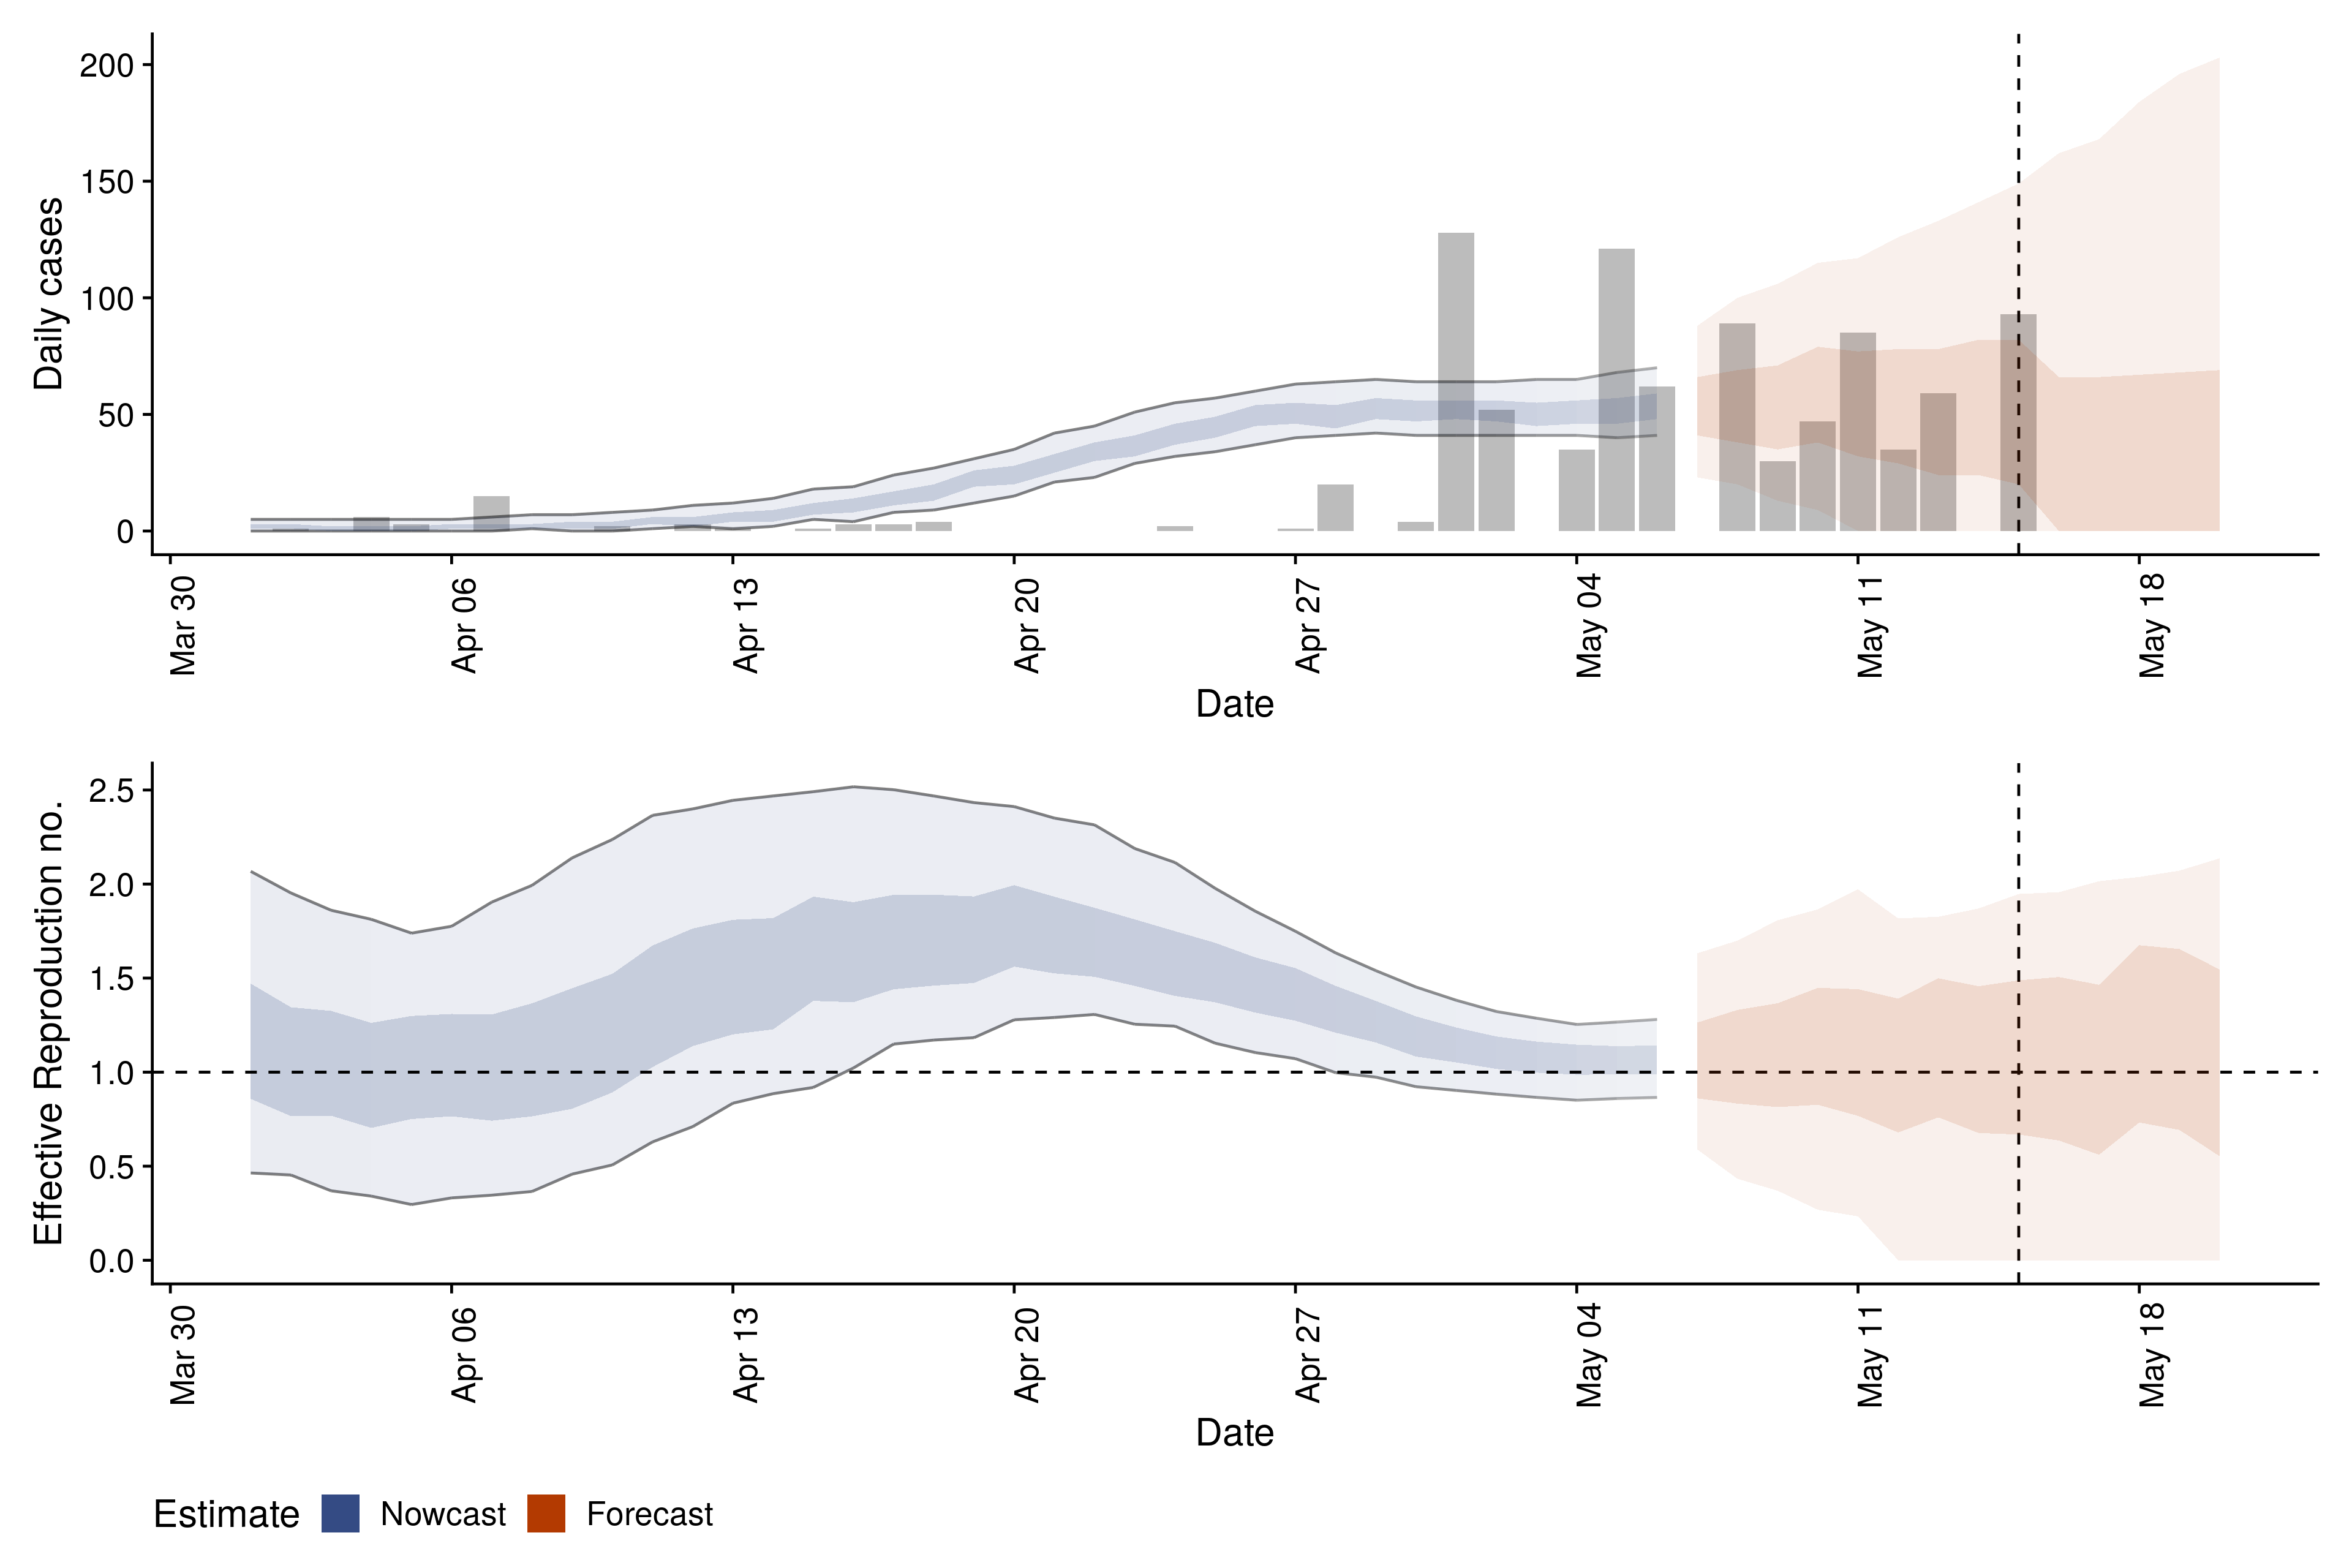 200
150
100
50
0
Daily cases
Mar 30
Apr 06
Apr 13
Apr 20
Apr 27
May 04
May 11
May 18
Date
2.5
2.0
1.5
1.0
0.5
0.0
Effective Reproduction no.
Mar 30
Apr 06
Apr 13
Apr 20
Apr 27
May 04
May 11
May 18
Date
Estimate Nowcast Forecast